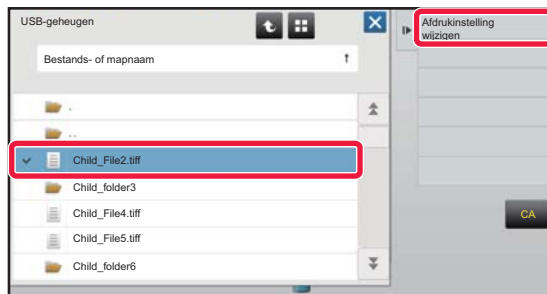 USB-geheugen
Bestands- of mapnaam
.
..
Child_File2.tiff
Child_folder3
Child_File4.tiff
Child_File5.tiff
Child_folder6
Afdrukinstelling
wijzigen
CA